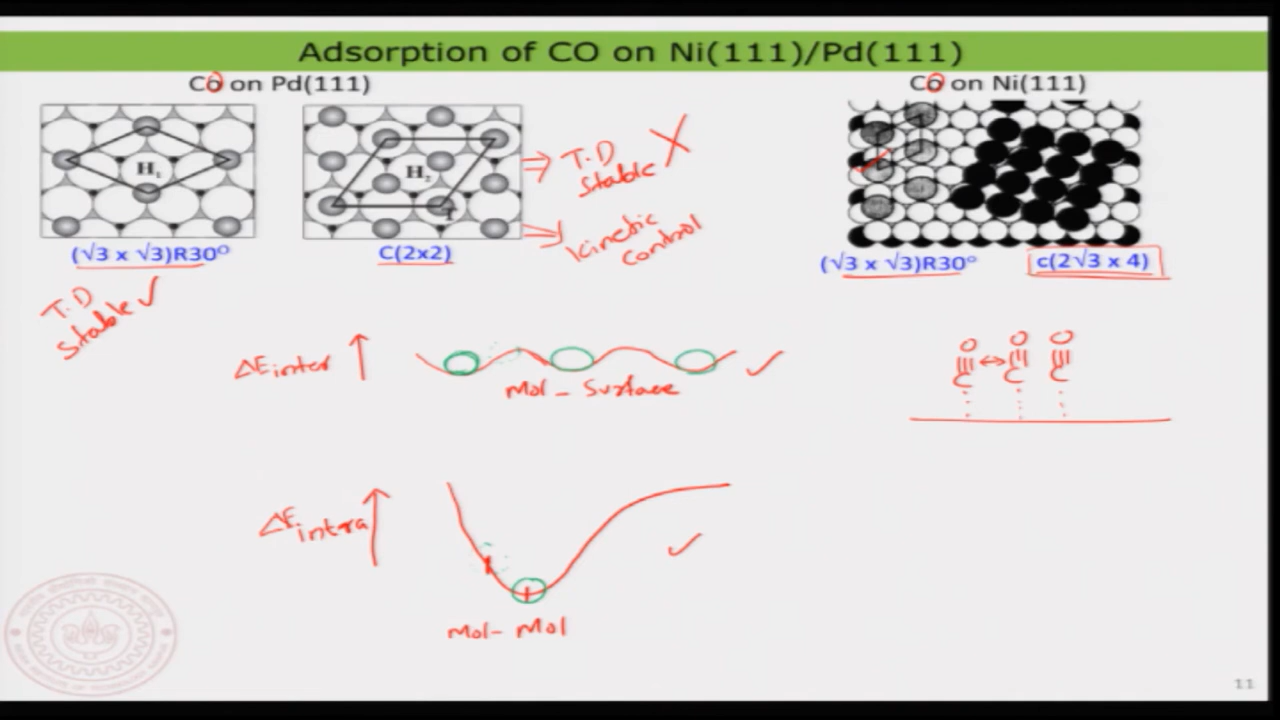 Adsorption of CO on Ni(111)/Pd(111)
Co on Pd(111)
Co on Ni(111)
H₁
H₂
T.D
stable ✗
kinetic
control
(√3 x √3)R30°
C(2x2)
(√3 x √3)R30°
c(2√3 x 4)
T.D
stable ✓
ΔEinter ↑
Mol - Surface
✓
O O O
||| ↔ ||| |||
C C C
ΔEintra ↑
✓
Mol - Mol
11